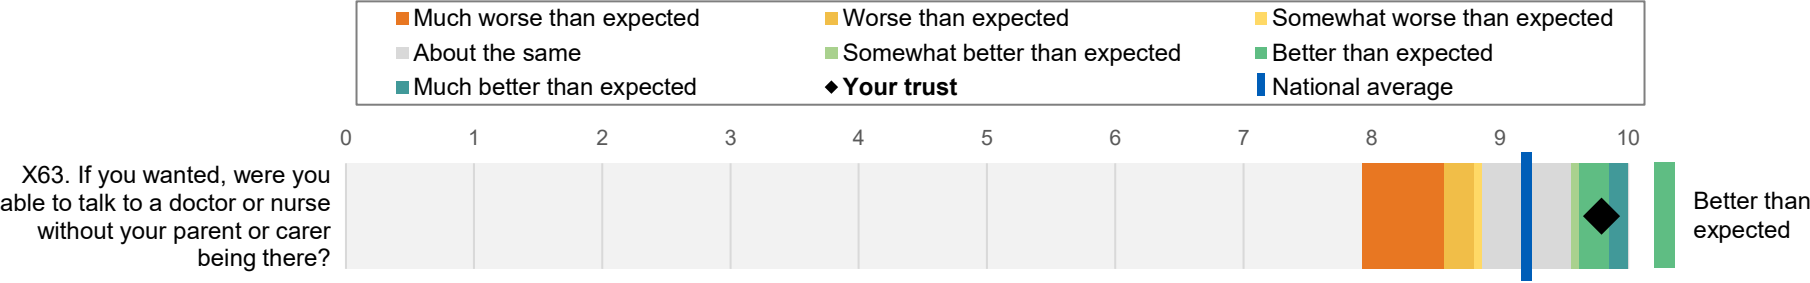 Much worse than expected
Worse than expected
Somewhat worse than expected
About the same
Somewhat better than expected
Better than expected
Much better than expected
Your trust
National average
0 1 2 3 4 5 6 7 8 9 10
X63. If you wanted, were you
able to talk to a doctor or nurse
without your parent or carer
being there?
Better than
expected